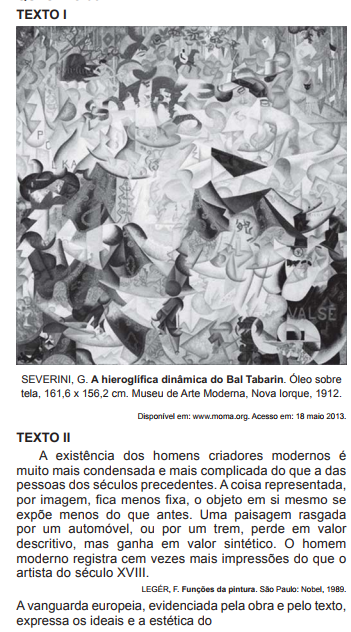 TEXTO I
P
C
L K A
VALSE
SEVERINI, G. A hieroglífica dinâmica do Bal Tabarin. Óleo sobre
tela, 161,6 x 156,2 cm. Museu de Arte Moderna, Nova Iorque, 1912.
Disponível em: www.moma.org. Acesso em: 18 maio 2013.
TEXTO II
A existência dos homens criadores modernos é
muito mais condensada e mais complicada do que a das
pessoas dos séculos precedentes. A coisa representada,
por imagem, fica menos fixa, o objeto em si mesmo se
expõe menos do que antes. Uma paisagem rasgada
por um automóvel, ou por um trem, perde em valor
descritivo, mas ganha em valor sintético. O homem
moderno registra cem vezes mais impressões do que o
artista do século XVIII.
LEGÉR, F. Funções da pintura. São Paulo: Nobel, 1989.
A vanguarda europeia, evidenciada pela obra e pelo texto,
expressa os ideais e a estética do